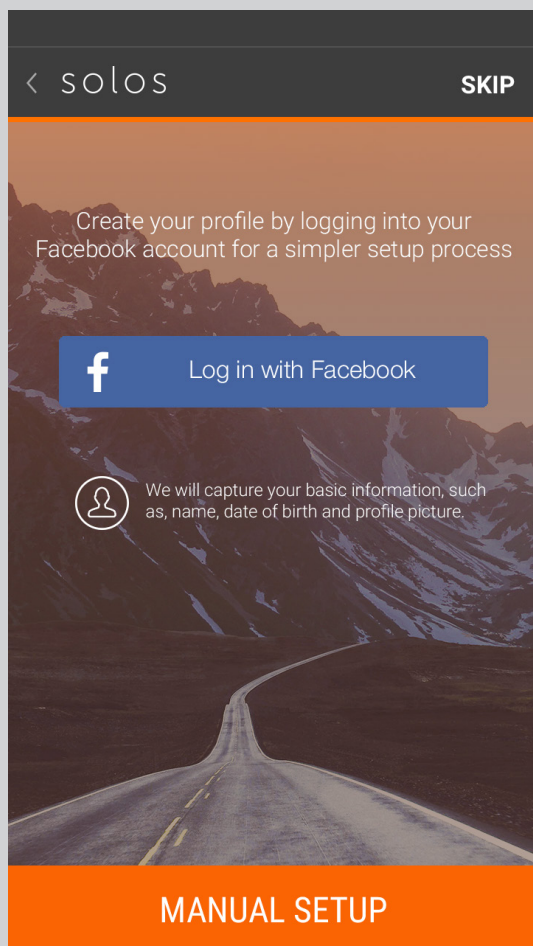 solos
SKIP
Create your profile by logging into your
Facebook account for a simpler setup process
f Log in with Facebook
We will capture your basic information, such
as, name, date of birth and profile picture.
MANUAL SETUP